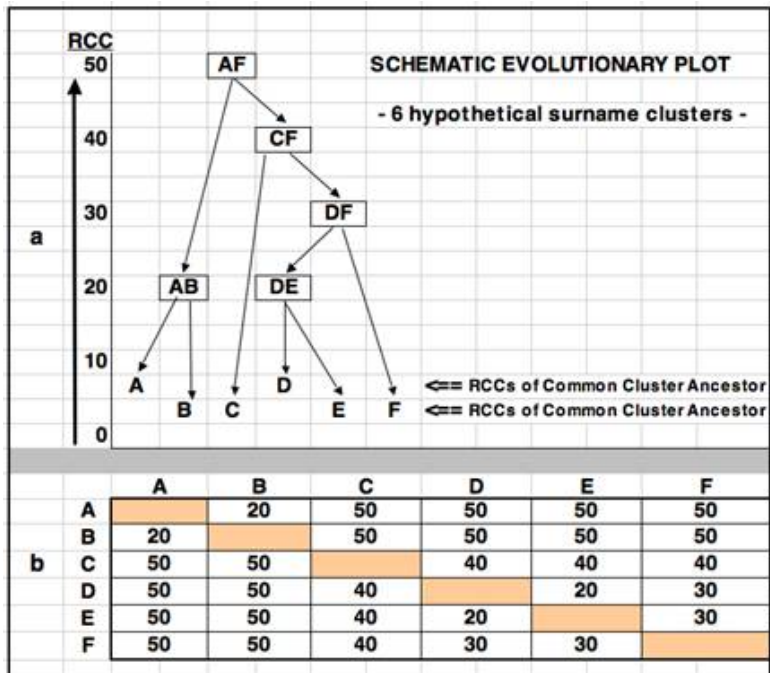 RCC
50 AF SCHEMATIC EVOLUTIONARY PLOT
- 6 hypothetical surname clusters -
40 CF
30 DF
a
20 AB DE
10
A D <== RCCs of Common Cluster Ancestor
B C E F <== RCCs of Common Cluster Ancestor
0
A B C D E F
A 20 50 50 50 50
B 20 50 50 50 50
b C 50 50 40 40 40
D 50 50 40 20 30
E 50 50 40 20 30
F 50 50 40 30 30